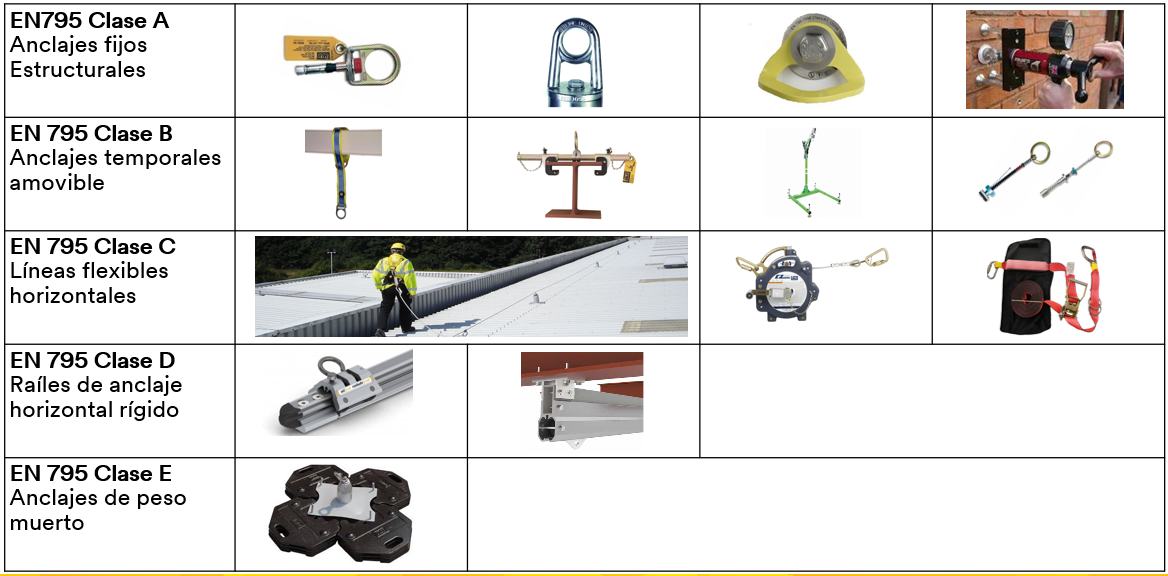 EN795 Clase A
Anclajes fijos
Estructurales
EN 795 Clase B
Anclajes temporales
amovible
EN 795 Clase C
Líneas flexibles
horizontales
EN 795 Clase D
Raíles de anclaje
horizontal rígido
EN 795 Clase E
Anclajes de peso
muerto